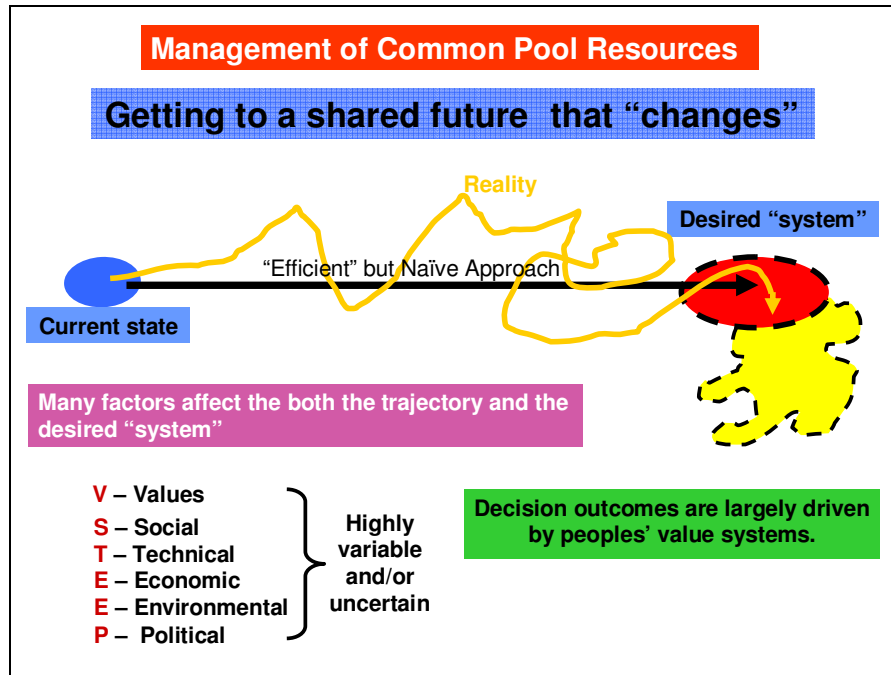 Management of Common Pool Resources
Getting to a shared future that “changes”
Reality
Desired “system”
“Efficient” but Naïve Approach
Current state
Many factors affect the both the trajectory and the
desired “system”
V – Values
S – Social
T – Technical
E – Economic
E – Environmental
P – Political
Highly
variable
and/or
uncertain
Decision outcomes are largely driven
by peoples’ value systems.